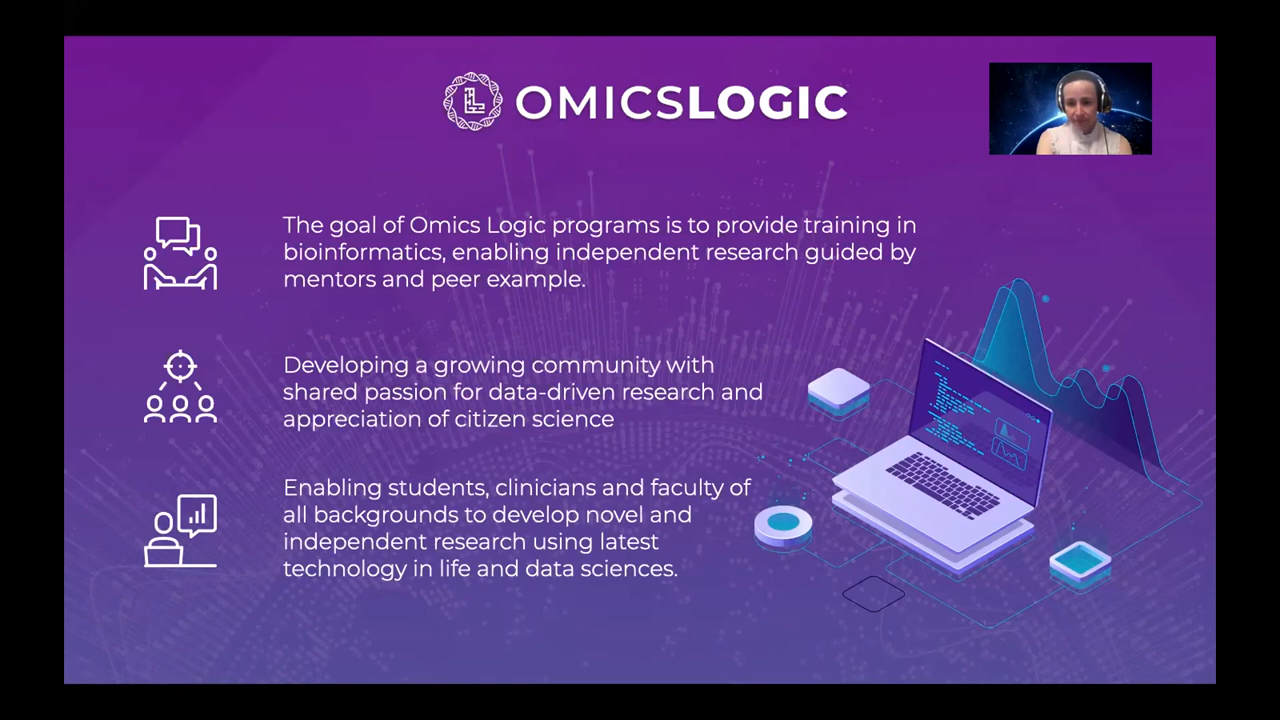 OMICSLOGIC
The goal of Omics Logic programs is to provide training in
bioinformatics, enabling independent research guided by
mentors and peer example.
Developing a growing community with
shared passion for data-driven research and
appreciation of citizen science
Enabling students, clinicians and faculty of
all backgrounds to develop novel and
independent research using latest
technology in life and data sciences.